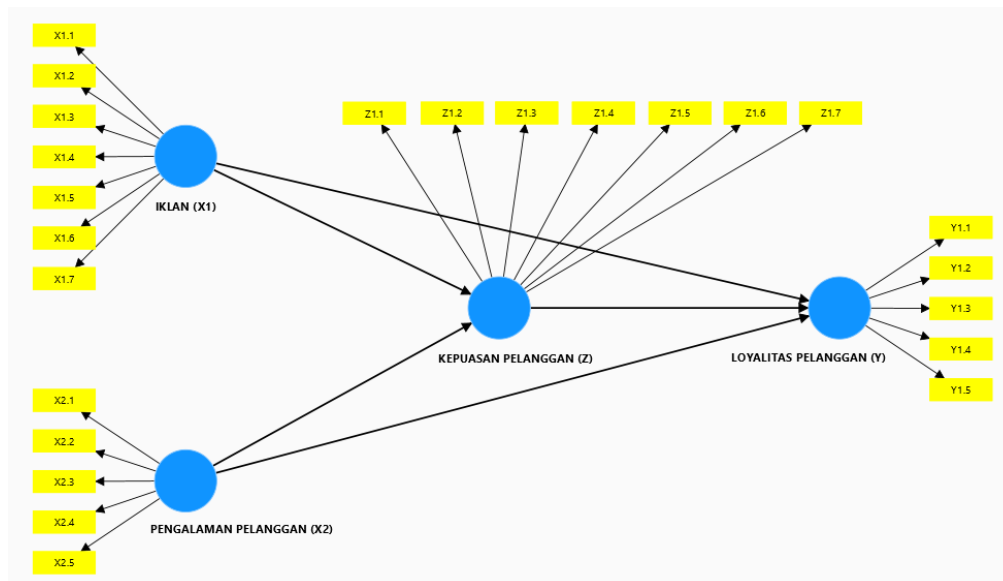 X1.1
X1.2
X1.3
X1.4
X1.5
X1.6
X1.7
IKLAN (X1)
Z1.1
Z1.2
Z1.3
Z1.4
Z1.5
Z1.6
Z1.7
KEPUASAN PELANGGAN (Z)
LOYALITAS PELANGGAN (Y)
Y1.1
Y1.2
Y1.3
Y1.4
Y1.5
X2.1
X2.2
X2.3
X2.4
X2.5
PENGALAMAN PELANGGAN (X2)